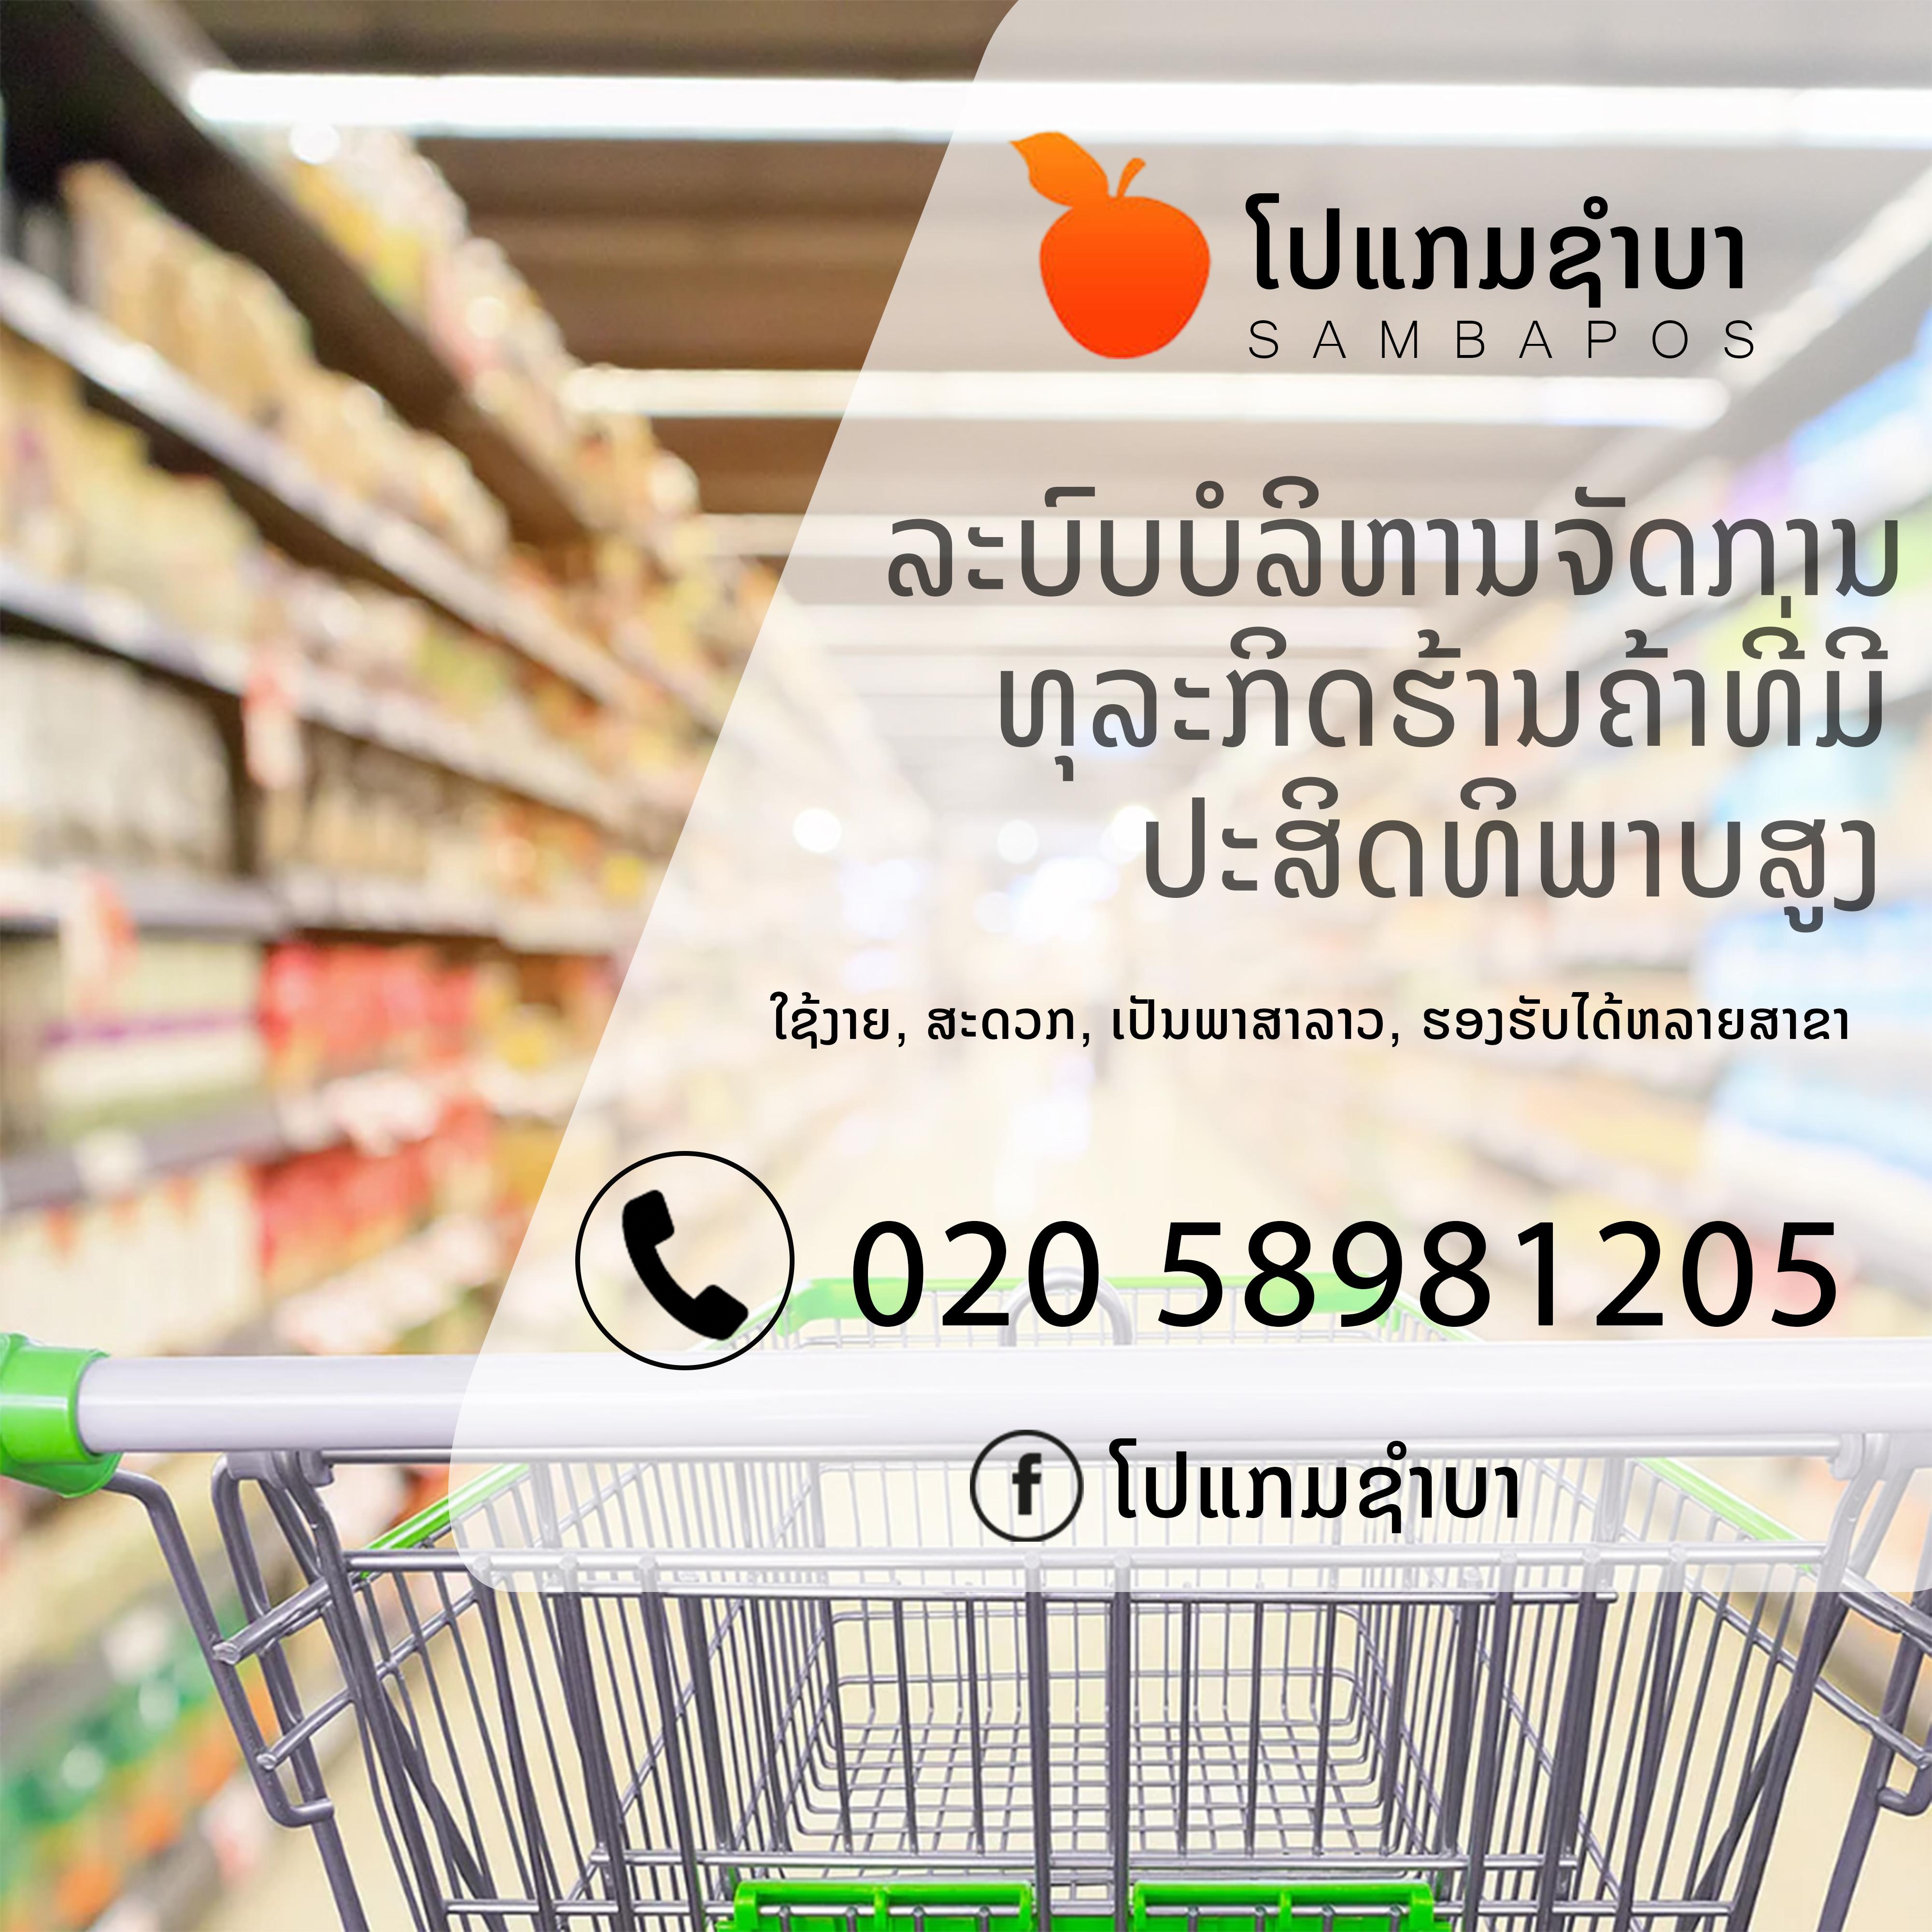 ໂປແກມຊຳບາ
SAMBAPOS
ລະບົບບໍລິຫານຈັດການ
ທຸລະກິດຮ້ານຄ້າທີ່ມີ
ປະສິດທິພາບສູງ
ໃຊ້ງາຍ, ສະດວກ, ເປັນພາສາລາວ, ຮອງຮັບໄດ້ຫລາຍສາຂາ
020 58981205
f ໂປແກມຊຳບາ